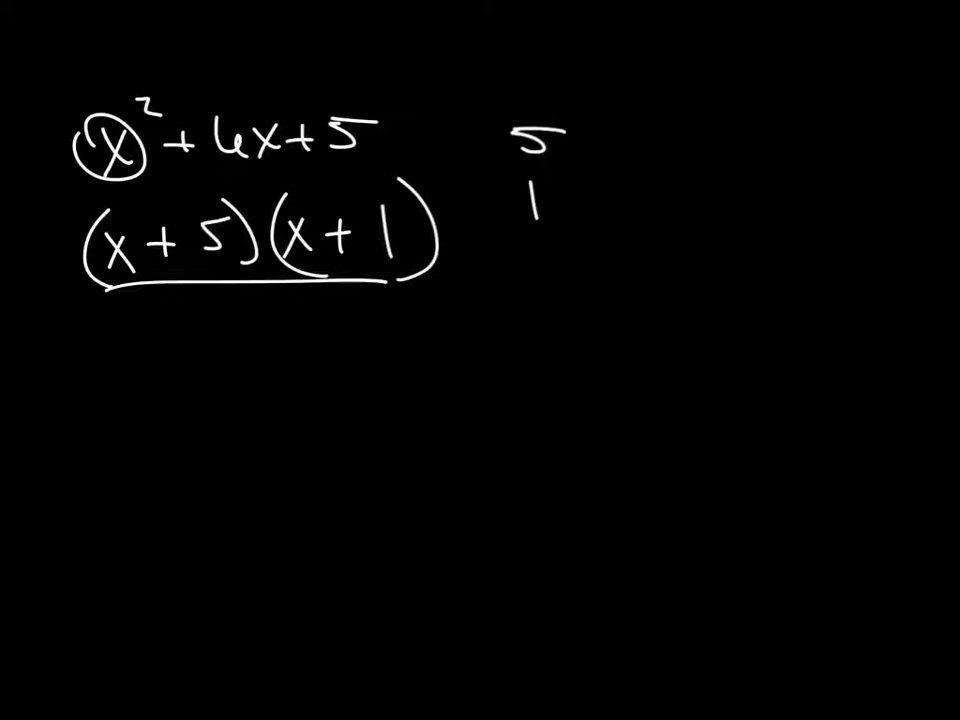 x² + 6x + 5
(x + 5)(x + 1)
5
1